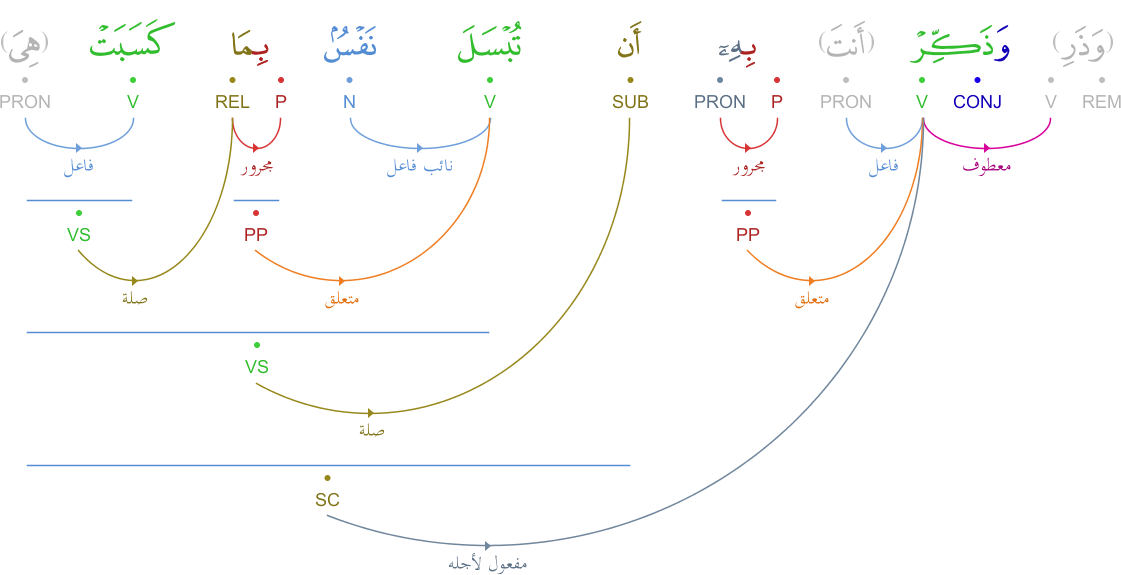 (وَذَرِ) وَذَكِّرْ (أَنتَ) بِهِۦٓ أَن تُبْسَلَ نَفْسٌۢ بِمَا كَسَبَتْ (هِيَ)
REM V CONJ V PRON P PRON SUB V N P REL V PRON
معطوف فاعل مجرور نائب فاعل مجرور فاعل
PP PP VS
متعلق متعلق صلة
VS
صلة
SC
مفعول لأجله